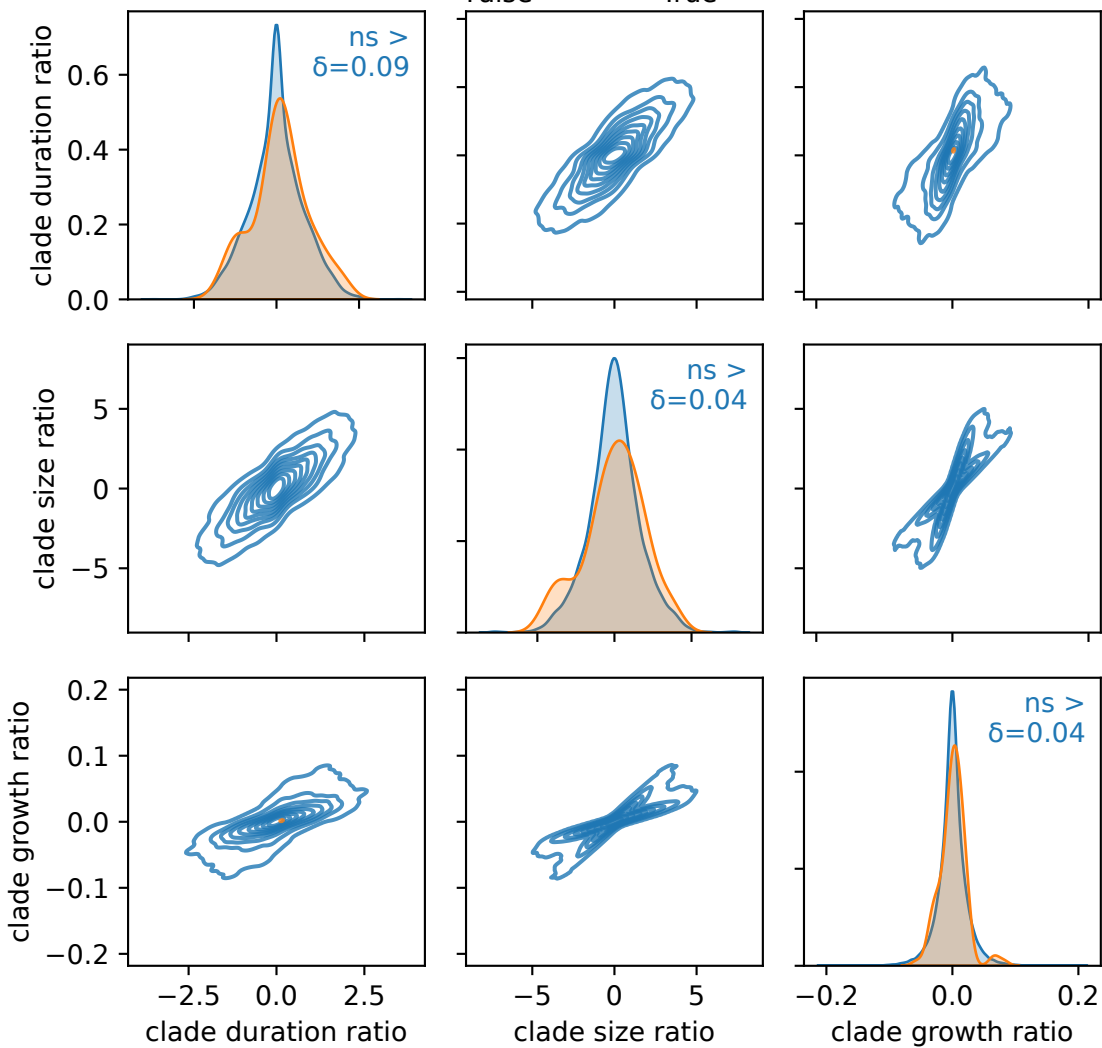 clade duration ratio
0.6
0.4
0.2
0.0
ns >
δ=0.09
clade size ratio
5
0
−5
ns >
δ=0.04
clade growth ratio
0.2
0.1
0.0
−0.1
−0.2
ns >
δ=0.04
−2.5 0.0 2.5
−5 0 5
−0.2 0.0 0.2
clade duration ratio
clade size ratio
clade growth ratio